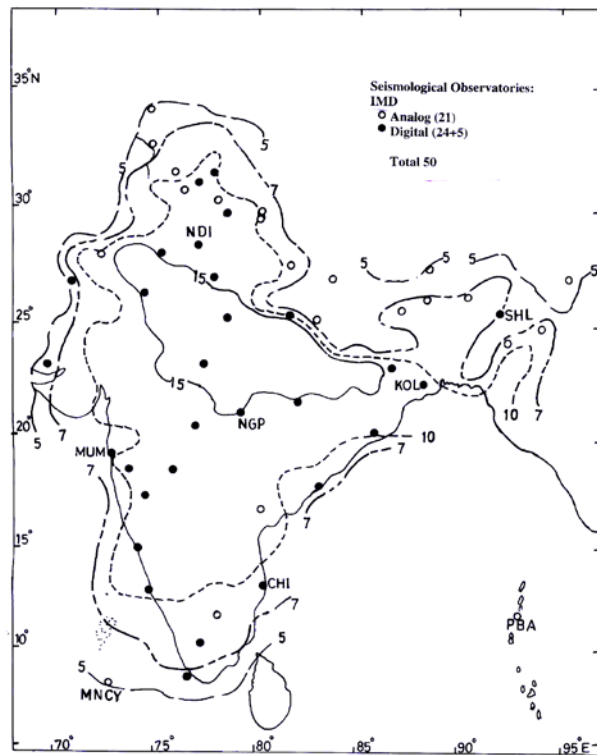 35°N
Seismological Observatories:
IMD
Analog (21)
Digital (24+5)
Total 50
5
5
7
30°
NDI
5
7
15
5
5
25°
SHL
6
15
KOL
NGP
10
7
20°
5
7
MUM
10
7
7
15°
CHI
7
10°
5
5
PBA
MNCY
70°
75°
80°
85°
90°
95°E